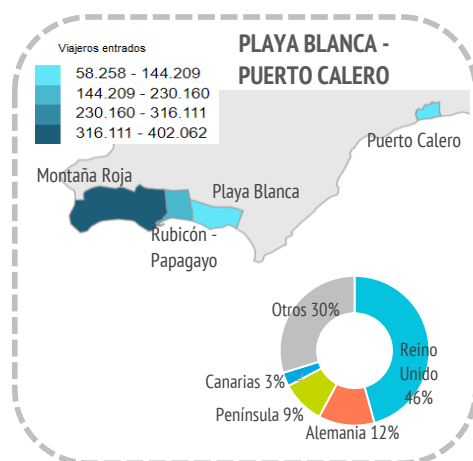 Viajeros entrados
58.258 - 144.209
144.209 - 230.160
230.160 - 316.111
316.111 - 402.062
PLAYA BLANCA -
PUERTO CALERO
Puerto Calero
Montaña Roja
Playa Blanca
Rubicón -
Papagayo
Otros 30%
Reino
Unido
46%
Canarias 3%
Península 9%
Alemania 12%